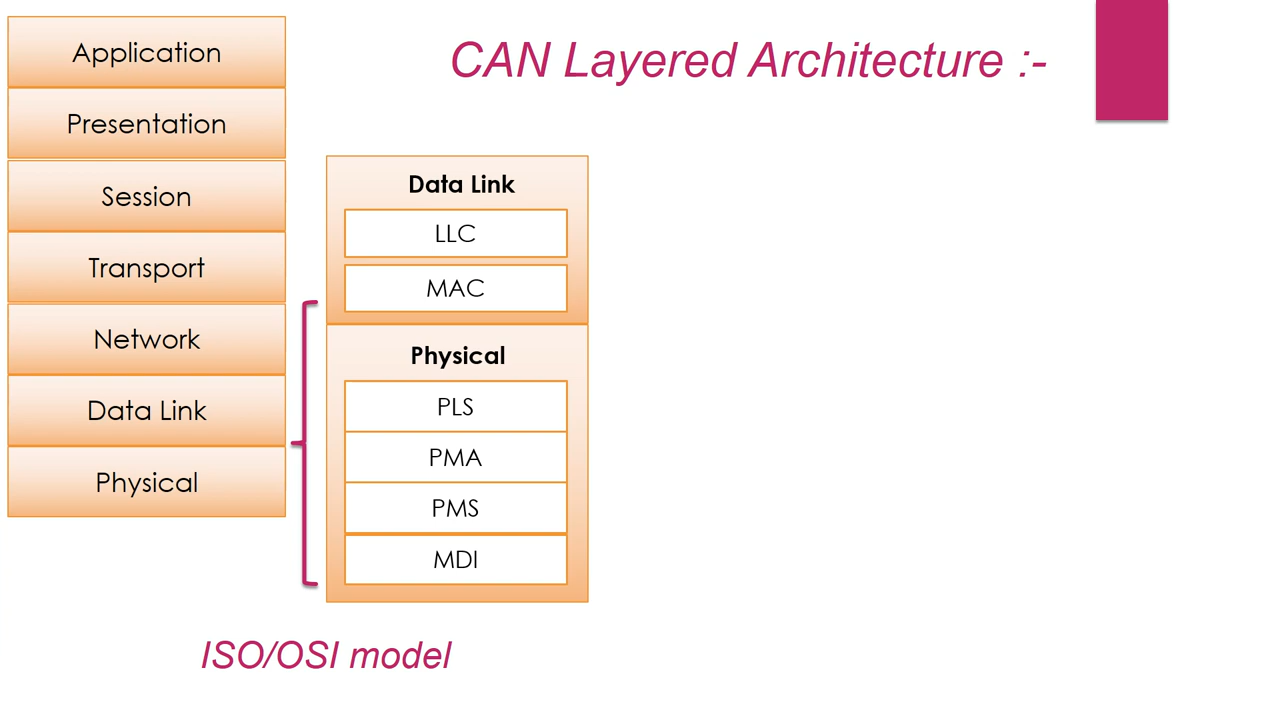 CAN Layered Architecture :-
Application
Presentation
Session
Transport
Network
Data Link
Physical
Data Link
LLC
MAC
Physical
PLS
PMA
PMS
MDI
ISO/OSI model